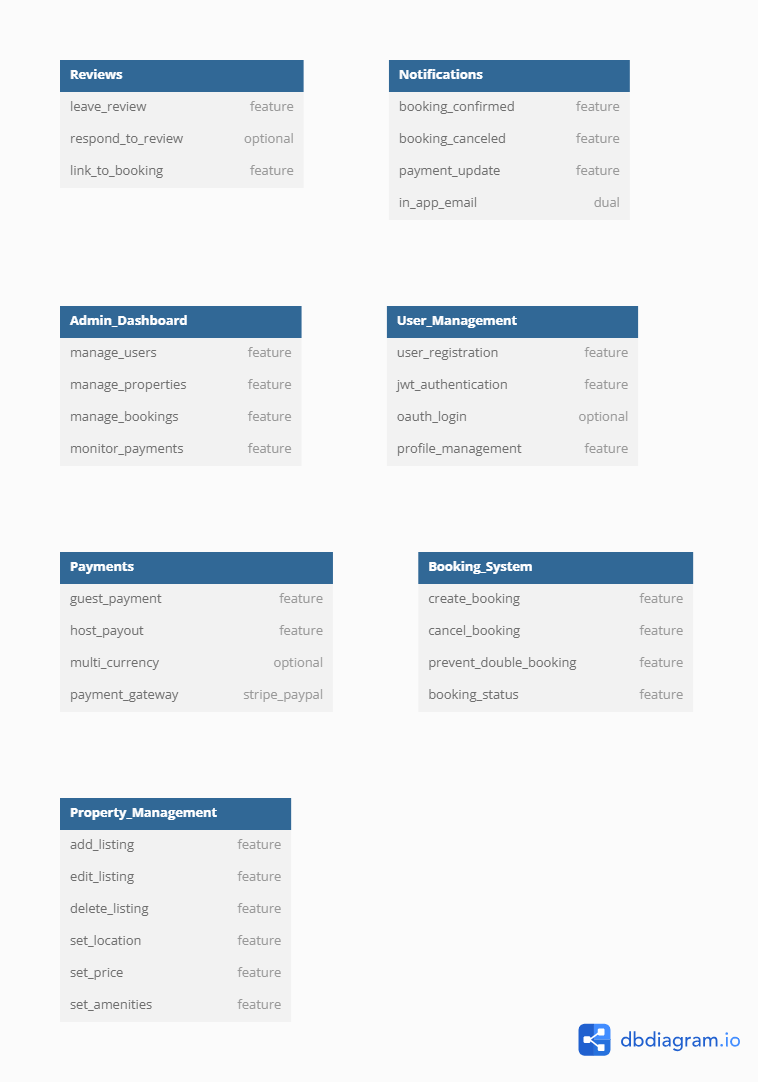 Reviews
leave_review feature
respond_to_review optional
link_to_booking feature
Notifications
booking_confirmed feature
booking_canceled feature
payment_update feature
in_app_email dual
Admin_Dashboard
manage_users feature
manage_properties feature
manage_bookings feature
monitor_payments feature
User_Management
user_registration feature
jwt_authentication feature
oauth_login optional
profile_management feature
Payments
guest_payment feature
host_payout feature
multi_currency optional
payment_gateway stripe_paypal
Booking_System
create_booking feature
cancel_booking feature
prevent_double_booking feature
booking_status feature
Property_Management
add_listing feature
edit_listing feature
delete_listing feature
set_location feature
set_price feature
set_amenities feature
dbdiagram.io